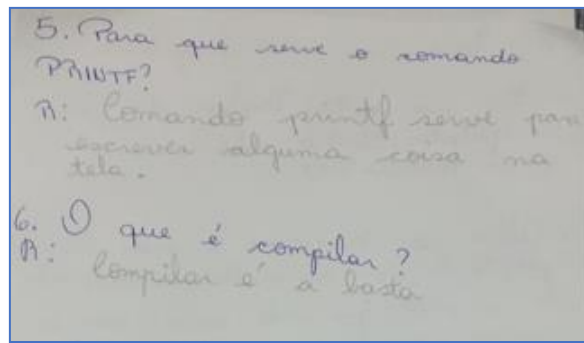 5. Para que serve o comando
PRINTF?
R: Comando printf serve para
escrever alguma coisa na
tela.
6. O que é compilar?
R: Compilar é a basta